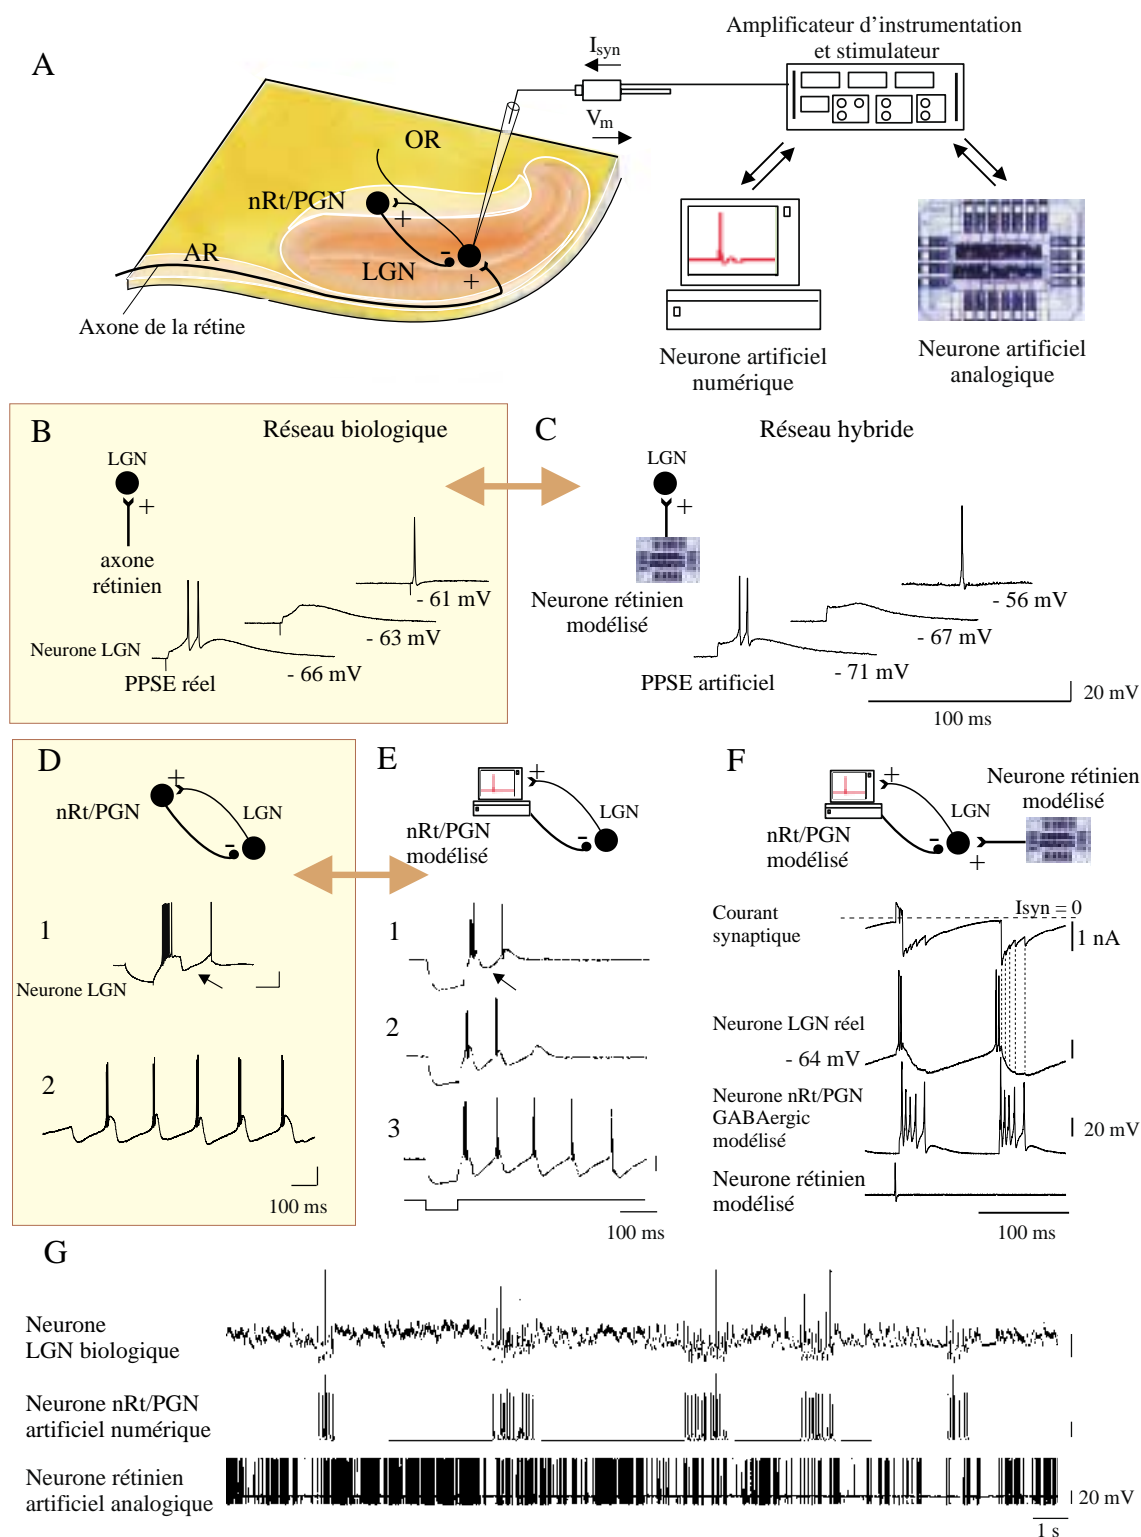 A
Amplificateur d'instrumentation
et stimulateur
Isyn
Vm
OR
nRt/PGN
+
-
AR
LGN
+
Axone de la rétine
Neurone artificiel
numérique
Neurone artificiel
analogique
B
Réseau biologique
LGN
+
axone
rétinien
- 61 mV
- 63 mV
Neurone LGN
- 66 mV
PPSE réel
C
Réseau hybride
LGN
+
Neurone rétinien
modélisé
- 56 mV
- 67 mV
- 71 mV
PPSE artificiel
20 mV
100 ms
D
+
nRt/PGN
LGN
-
1
Neurone LGN
2
100 ms
E
+
LGN
nRt/PGN
modélisé
-
1
2
3
100 ms
F
+
Neurone rétinien
modélisé
LGN
nRt/PGN
modélisé
-
+
Isyn = 0
Courant
synaptique
1 nA
Neurone LGN réel
- 64 mV
Neurone nRt/PGN
GABAergic
modélisé
20 mV
Neurone rétinien
modélisé
100 ms
G
Neurone
LGN biologique
Neurone nRt/PGN
artificiel numérique
Neurone rétinien
artificiel analogique
20 mV
1 s